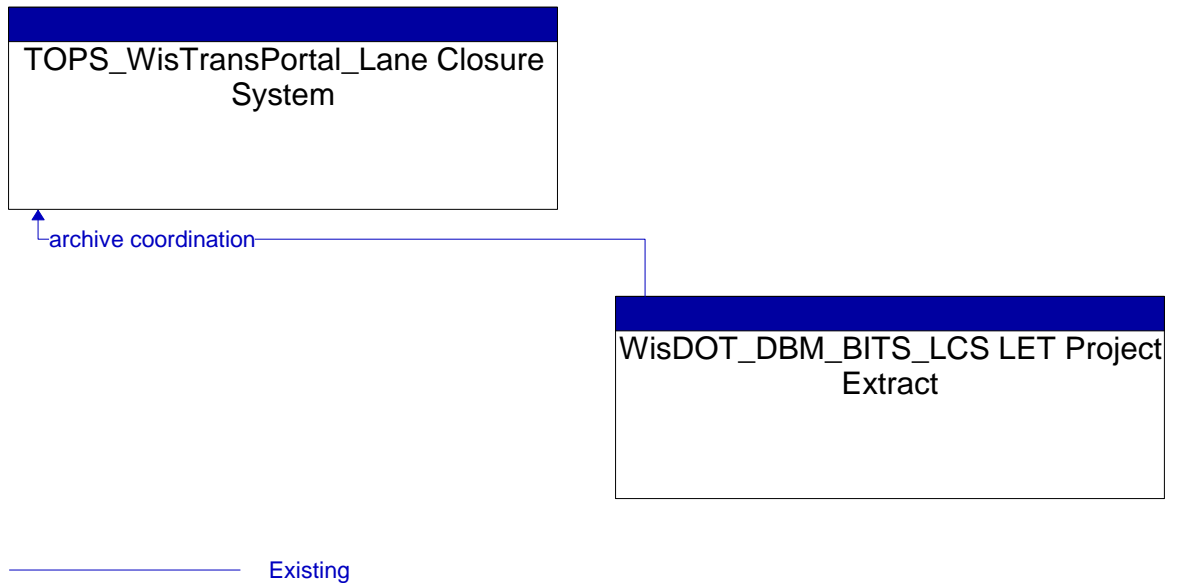 TOPS_WisTransPortal_Lane Closure
System
archive coordination
WisDOT_DBM_BITS_LCS LET Project
Extract
Existing